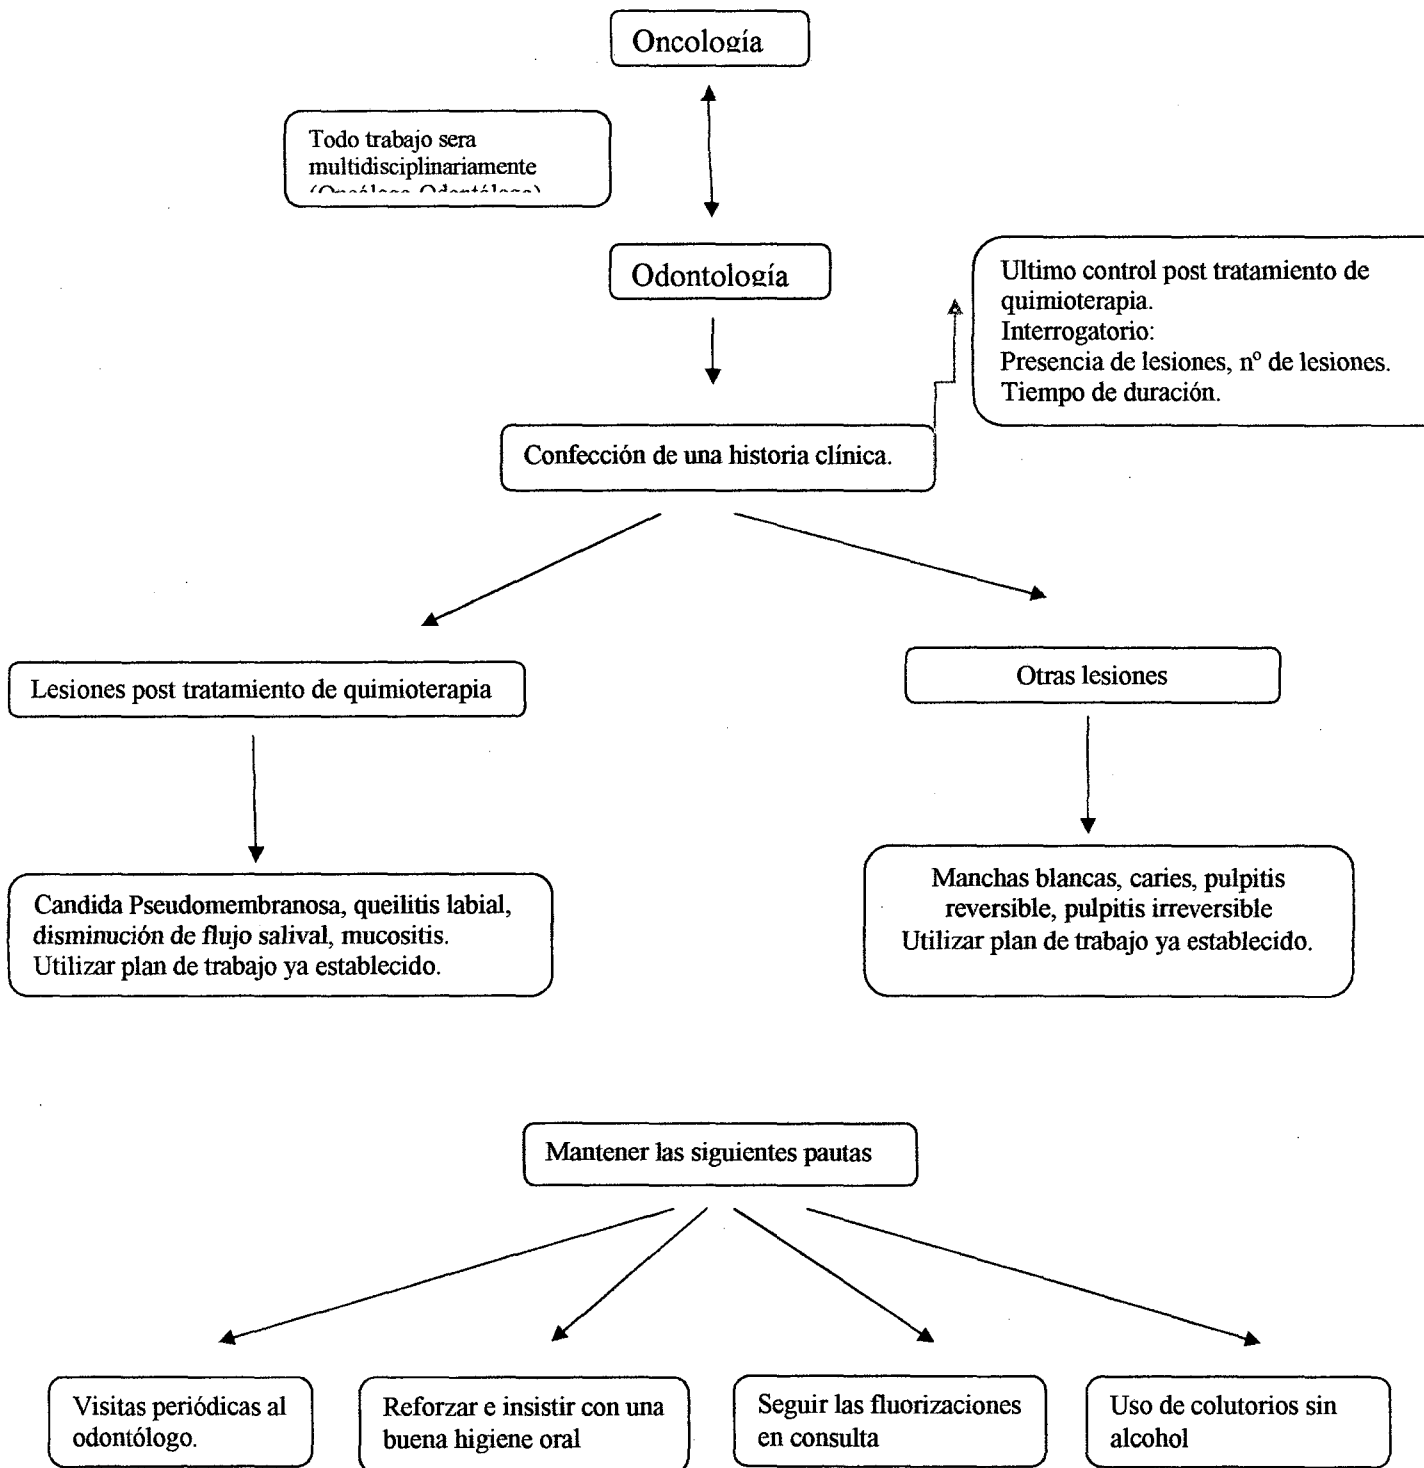 Oncología
Todo trabajo sera
multidisciplinariamente
(Oncólogo-Odontólogo)
Odontología
Ultimo control post tratamiento de
quimioterapia.
Interrogatorio:
Presencia de lesiones, nº de lesiones.
Tiempo de duración.
Confección de una historia clínica.
Lesiones post tratamiento de quimioterapia
Otras lesiones
Candida Pseudomembranosa, queilitis labial,
disminución de flujo salival, mucositis.
Utilizar plan de trabajo ya establecido.
Manchas blancas, caries, pulpitis
reversible, pulpitis irreversible
Utilizar plan de trabajo ya establecido.
Mantener las siguientes pautas
Visitas periódicas al
odontólogo.
Reforzar e insistir con una
buena higiene oral
Seguir las fluorizaciones
en consulta
Uso de colutorios sin
alcohol